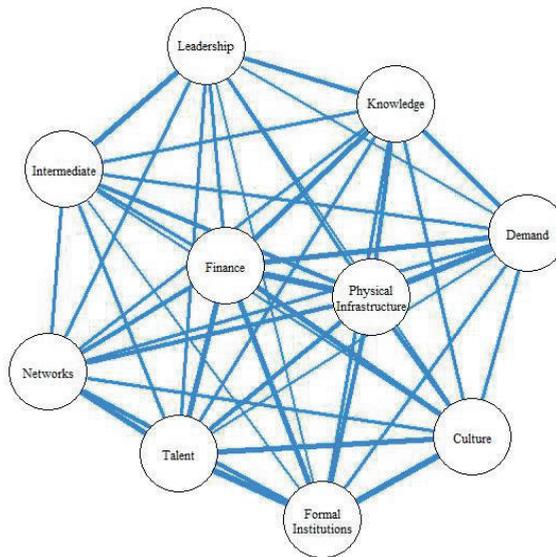 Leadership
Knowledge
Intermediate
Demand
Finance
Physical
Infrastructure
Networks
Culture
Talent
Formal
Institutions